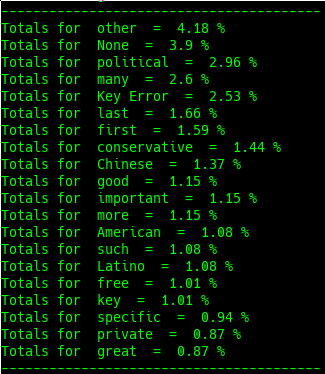 ----------------------------------------
Totals for  other  =  4.18 %
Totals for  None  =  3.9 %
Totals for  political  =  2.96 %
Totals for  many  =  2.6 %
Totals for  Key Error  =  2.53 %
Totals for  last  =  1.66 %
Totals for  first  =  1.59 %
Totals for  conservative  =  1.44 %
Totals for  Chinese  =  1.37 %
Totals for  good  =  1.15 %
Totals for  important  =  1.15 %
Totals for  more  =  1.15 %
Totals for  American  =  1.08 %
Totals for  such  =  1.08 %
Totals for  Latino  =  1.08 %
Totals for  free  =  1.01 %
Totals for  key  =  1.01 %
Totals for  specific  =  0.94 %
Totals for  private  =  0.87 %
Totals for  great  =  0.87 %
----------------------------------------